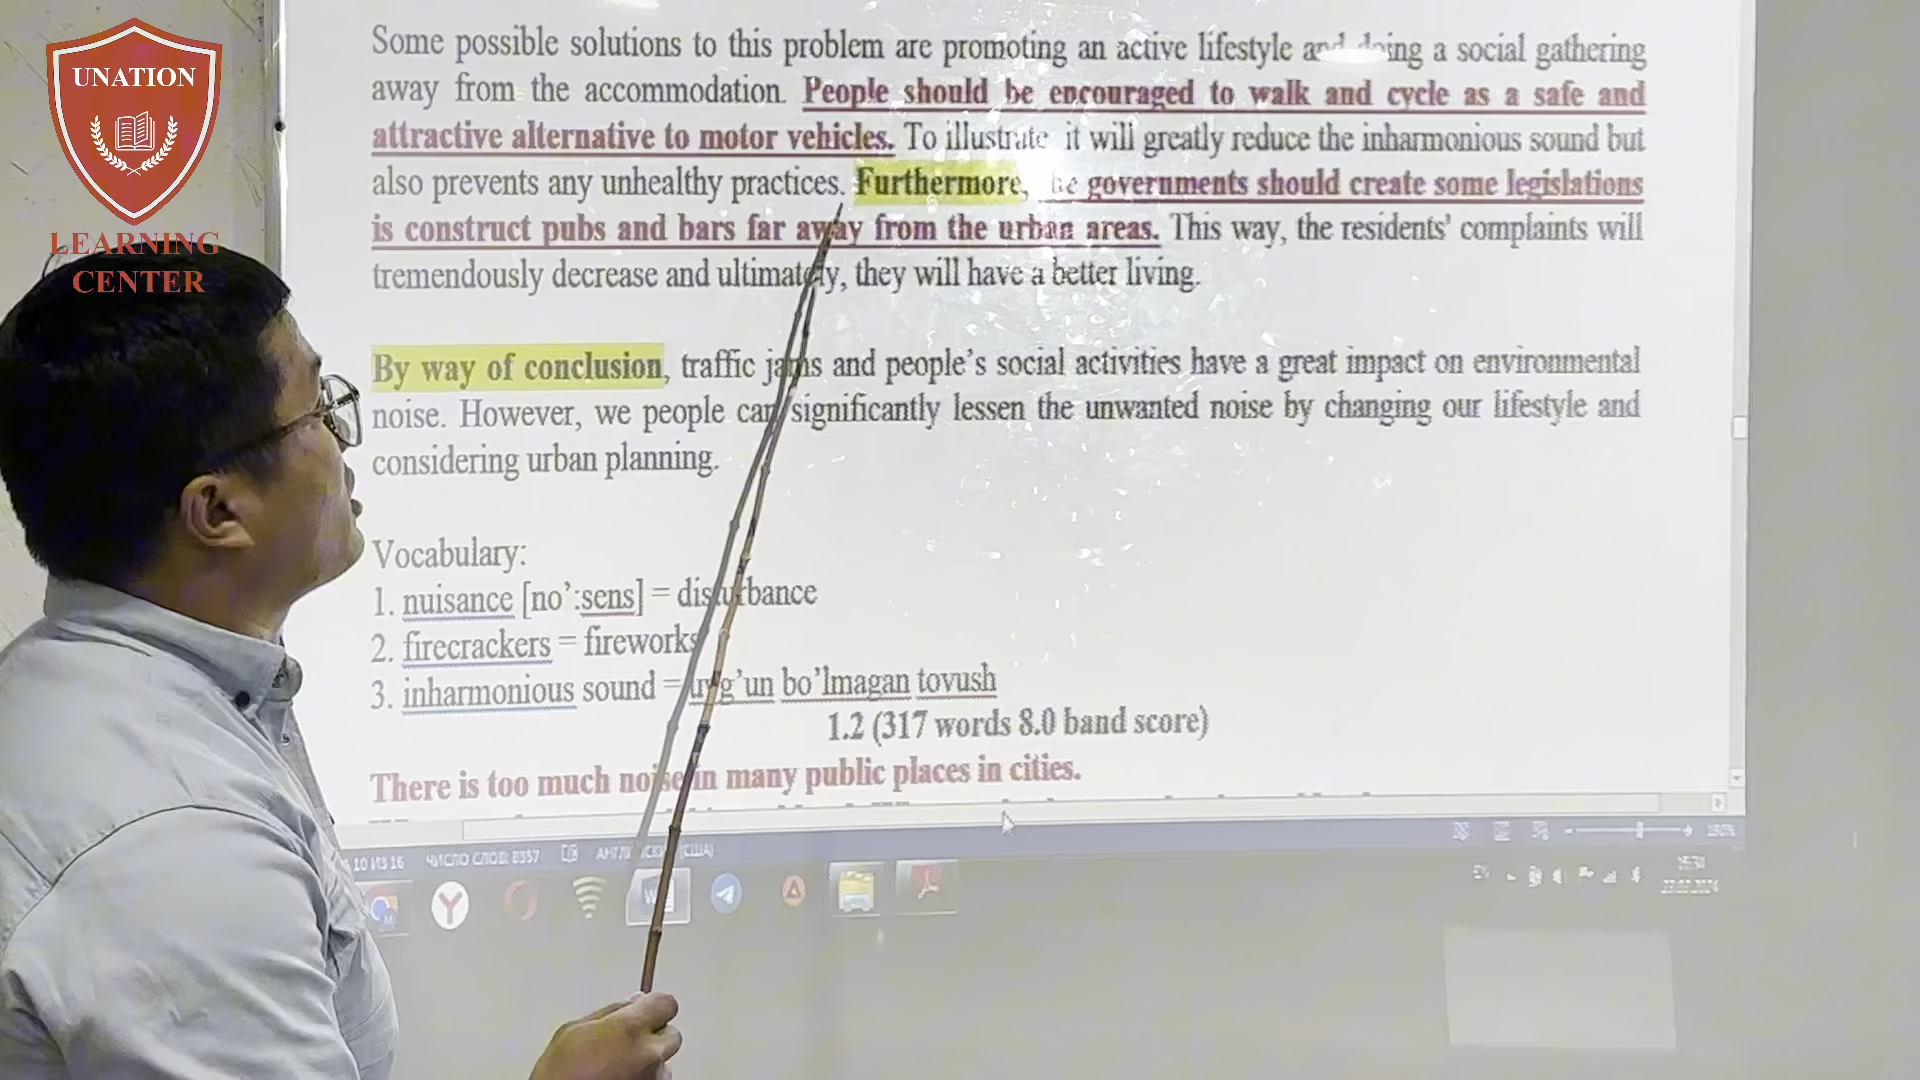 UNATION
LEARNING
CENTER
Some possible solutions to this problem are promoting an active lifestyle and doing a social gathering
away from the accommodation. People should be encouraged to walk and cycle as a safe and
attractive alternative to motor vehicles. To illustrate it will greatly reduce the inharmonious sound but
also prevents any unhealthy practices. Furthermore, governments should create some legislations
is construct pubs and bars far away from the urban areas. This way, the residents' complaints will
tremendously decrease and ultimately, they will have a better living.
By way of conclusion, traffic jams and people's social activities have a great impact on environmental
noise. However, we people can significantly lessen the unwanted noise by changing our lifestyle and
considering urban planning.
Vocabulary:
1. nuisance [no':sens] = disturbance
2. firecrackers = fireworks
3. inharmonious sound = uyg'un bo'lmagan tovush
1.2 (317 words 8.0 band score)
There is too much noise in many public places in cities.
10 ИЗ 16 ЧИСЛО СЛОВ: 8357 (США)